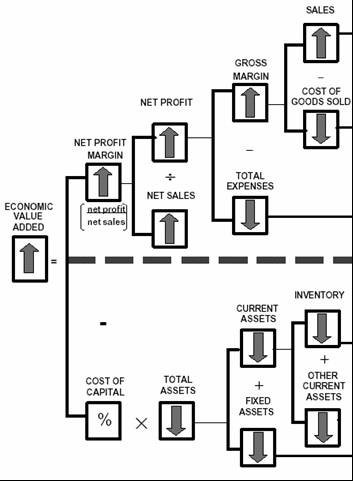 SALES
−
COST OF
GOODS SOLD
GROSS
MARGIN
−
TOTAL
EXPENSES
NET PROFIT
÷
NET SALES
NET PROFIT
MARGIN
net profit
net sales
ECONOMIC
VALUE
ADDED
=
-
COST OF
CAPITAL
%
×
TOTAL
ASSETS
CURRENT
ASSETS
+
FIXED
ASSETS
INVENTORY
+
OTHER
CURRENT
ASSETS